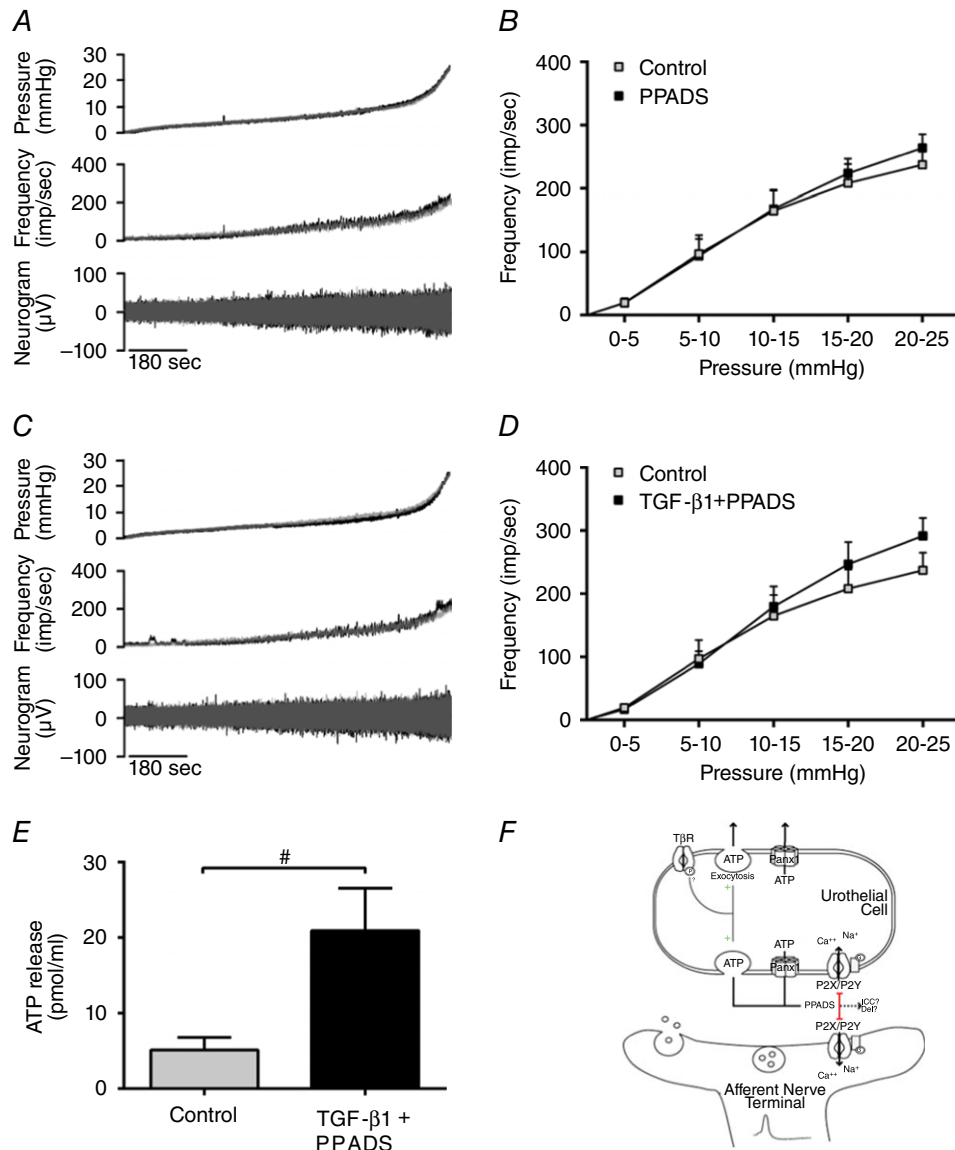 A
30
20
10
0
Pressure
(mmHg)
400
200
0
Frequency
(imp/sec)
100
0
−100
Neurogram
(µV)
180 sec
B
Control
PPADS
400
300
200
100
0
Frequency (imp/sec)
0-5 5-10 10-15 15-20 20-25
Pressure (mmHg)
C
30
20
10
0
Pressure
(mmHg)
400
200
0
Frequency
(imp/sec)
100
0
−100
Neurogram
(µV)
180 sec
D
Control
TGF-β1+PPADS
400
300
200
100
0
Frequency (imp/sec)
0-5 5-10 10-15 15-20 20-25
Pressure (mmHg)
E
#
30
20
10
0
ATP release
(pmol/ml)
Control
TGF-β1 +
PPADS
F
TβR
P
?
ATP
Exocytosis
Panx1
ATP
+
Urothelial
Cell
+
ATP
ATP
Panx1
Ca++ Na+
P2X/P2Y
PPADS
ICC?
Del?
P2X/P2Y
Ca++ Na+
Afferent Nerve
Terminal